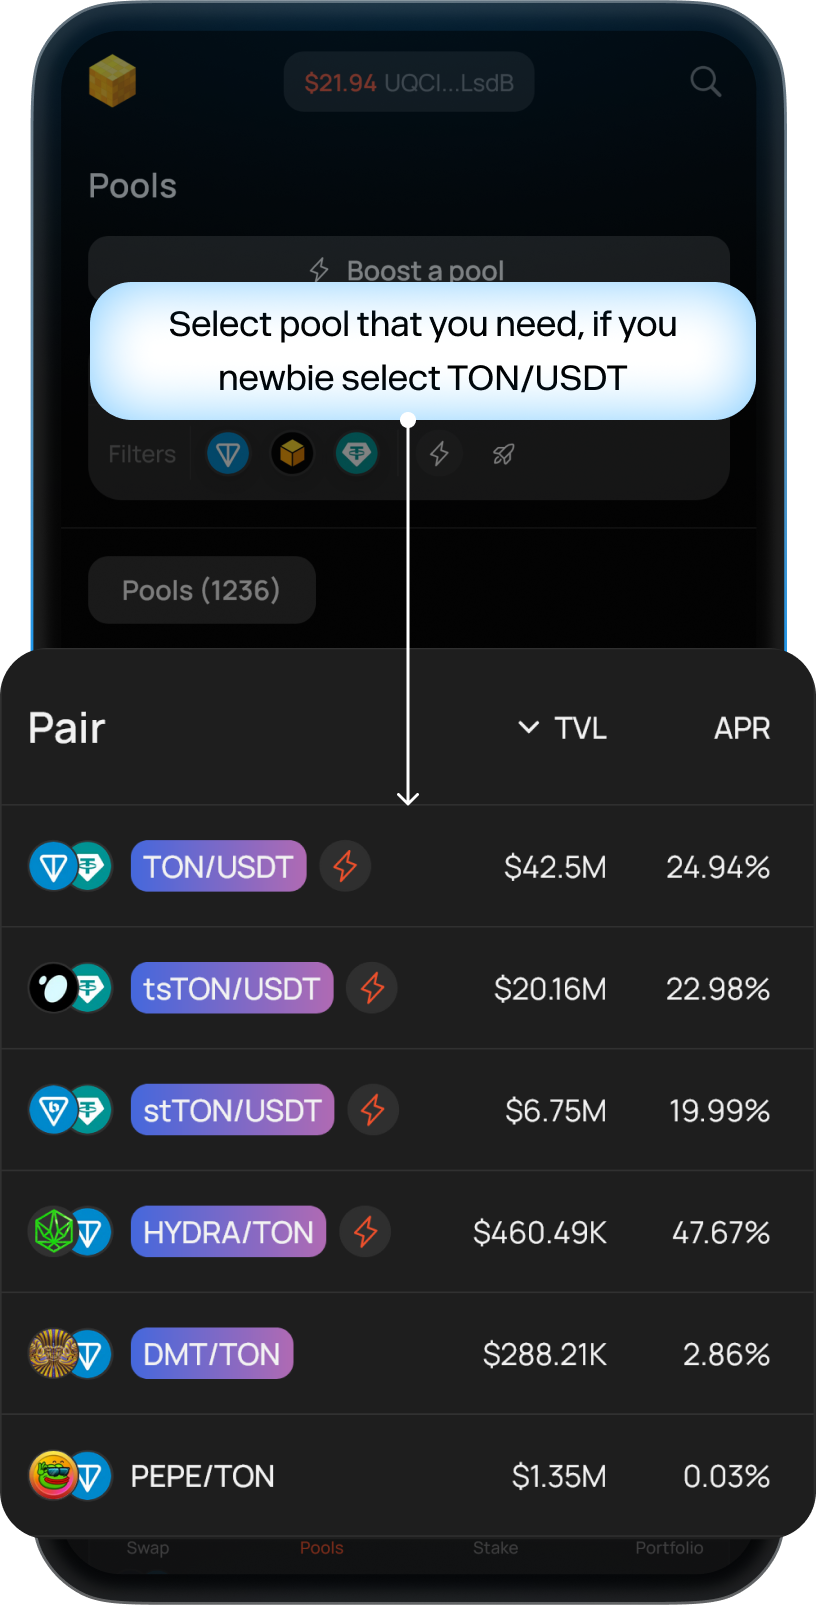 $21.94 UQCI...LsdB
Pools
Boost a pool
Select pool that you need, if you
newbie select TON/USDT
Filters
Pools (1236)
Pair TVL APR
TON/USDT $42.5M 24.94%
tsTON/USDT $20.16M 22.98%
stTON/USDT $6.75M 19.99%
HYDRA/TON $460.49K 47.67%
DMT/TON $288.21K 2.86%
PEPE/TON $1.35M 0.03%
Swap Pools Stake Portfolio